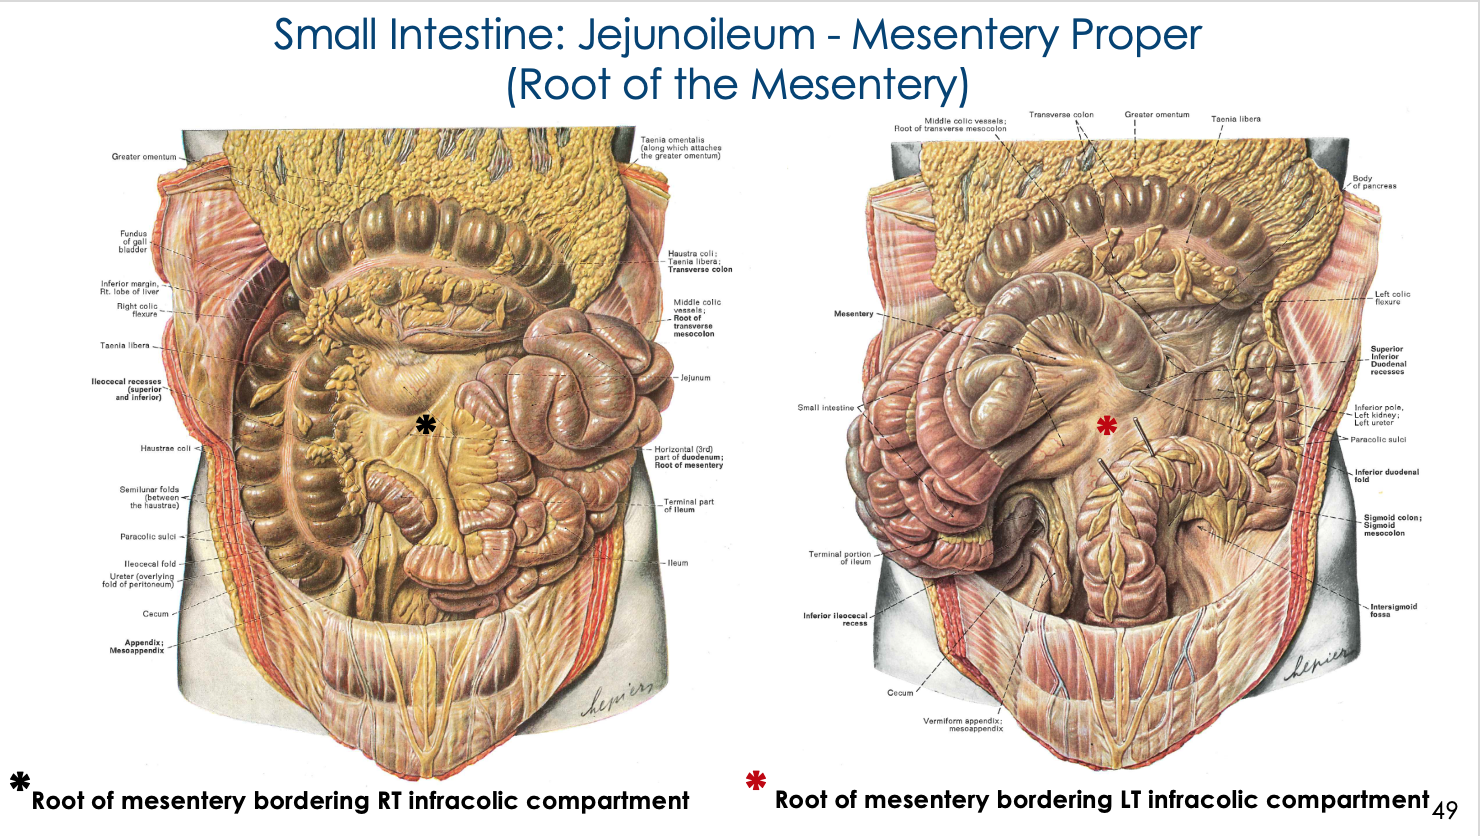 Small Intestine: Jejunoileum - Mesentery Proper
(Root of the Mesentery)
Greater omentum
Fundus
of gall
bladder
Inferior margin,
Rt. lobe of liver
Right colic
flexure
Taenia libera
Ileocecal recesses
(superior
and inferior)
Haustrae coli
Semilunar folds
(between
the haustrae)
Paracolic sulci
Ileocecal fold
Ureter (overlying
fold of peritoneum)
Cecum
Appendix;
Mesoappendix
Taenia omentalis
(along which attaches
the greater omentum)
Haustra coli;
Taenia libera;
Transverse colon
Middle colic
vessels;
Root of
transverse
mesocolon
Jejunum
Horizontal (3rd)
part of duodenum;
Root of mesentery
Terminal part
of Ileum
Ileum
hepiers
* Root of mesentery bordering RT infracolic compartment
Middle colic vessels;
Root of transverse mesocolon
Transverse colon
Greater omentum
Taenia libera
Body
of pancreas
Mesentery
Small intestine
Terminal portion
of ileum
Inferior ileocecal
recess
Cecum
Vermiform appendix;
mesoappendix
Left colic
flexure
Superior
Inferior
Duodenal
recesses
Inferior pole,
Left kidney;
Left ureter
Paracolic sulci
Inferior duodenal
fold
Sigmoid colon;
Sigmoid
mesocolon
Intersigmoid
fossa
hepiers
* Root of mesentery bordering LT infracolic compartment
49